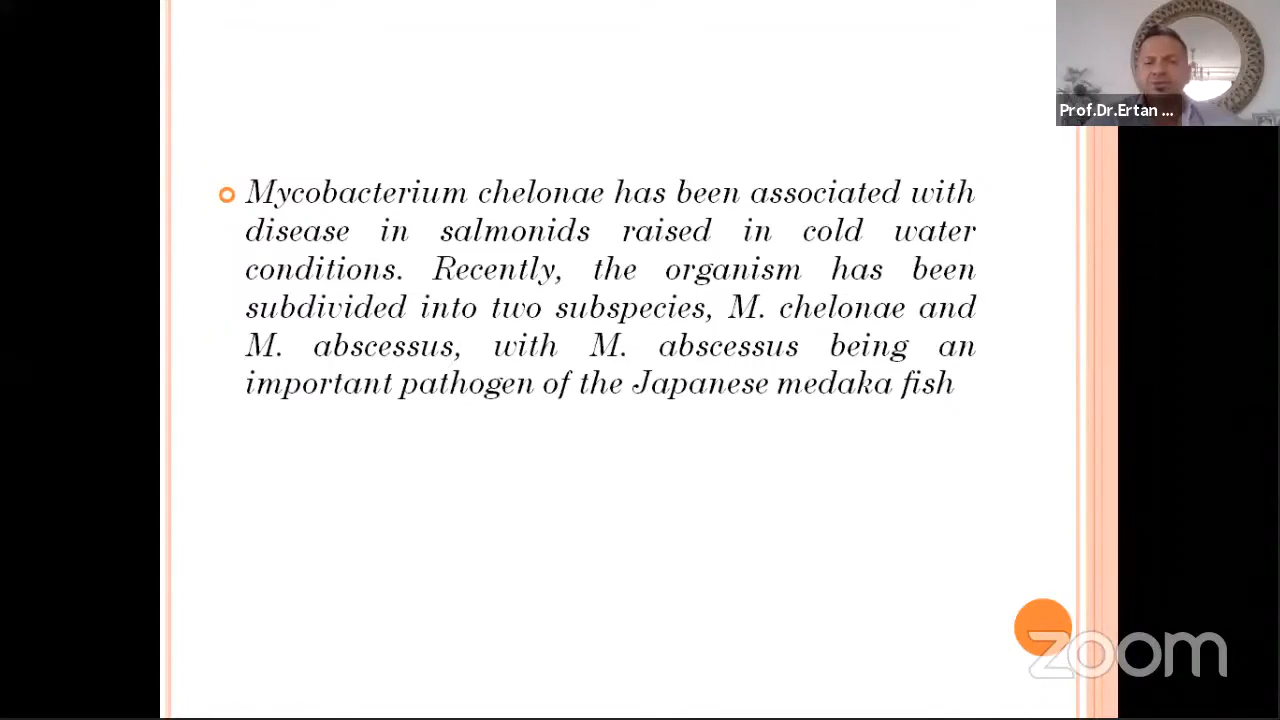 Prof.Dr.Ertan ...
Mycobacterium chelonae has been associated with
disease in salmonids raised in cold water
conditions. Recently, the organism has been
subdivided into two subspecies, M. chelonae and
M. abscessus, with M. abscessus being an
important pathogen of the Japanese medaka fish
zoom